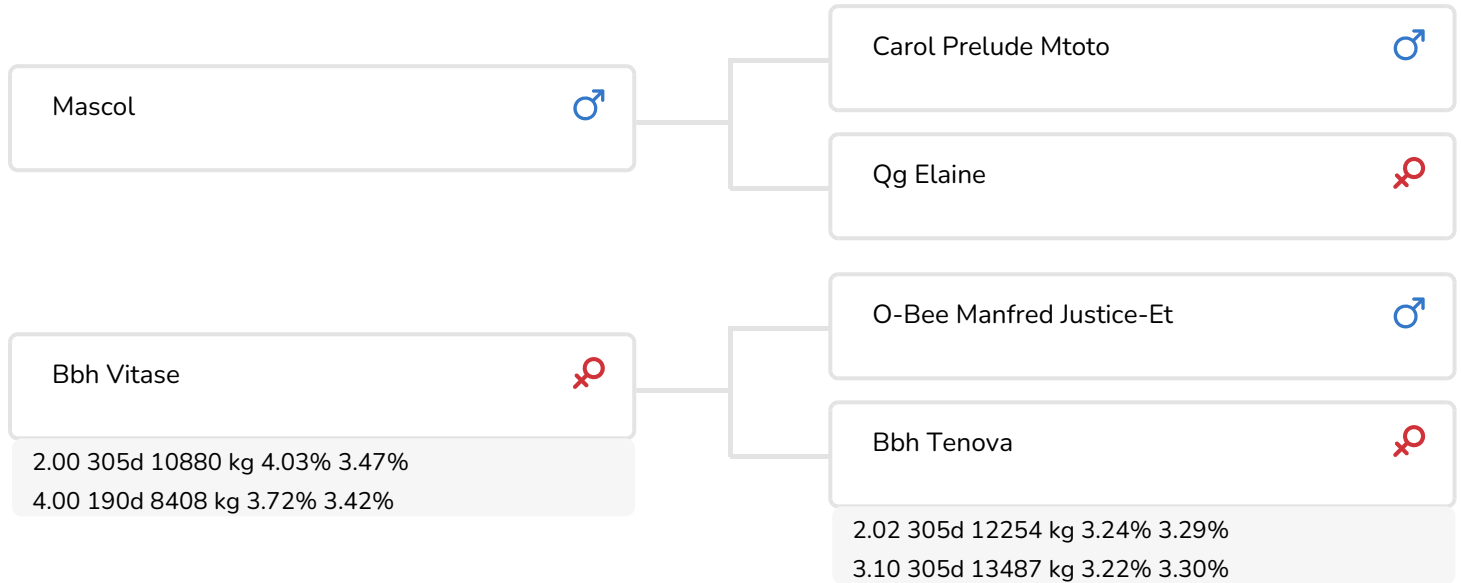 Carol Prelude Mtoto
Mascol
Qg Elaine
O-Bee Manfred Justice-Et
Bbh Vitase
2.00 305d 10880 kg 4.03% 3.47%
4.00 190d 8408 kg 3.72% 3.42%
Bbh Tenova
2.02 305d 12254 kg 3.24% 3.29%
3.10 305d 13487 kg 3.22% 3.30%